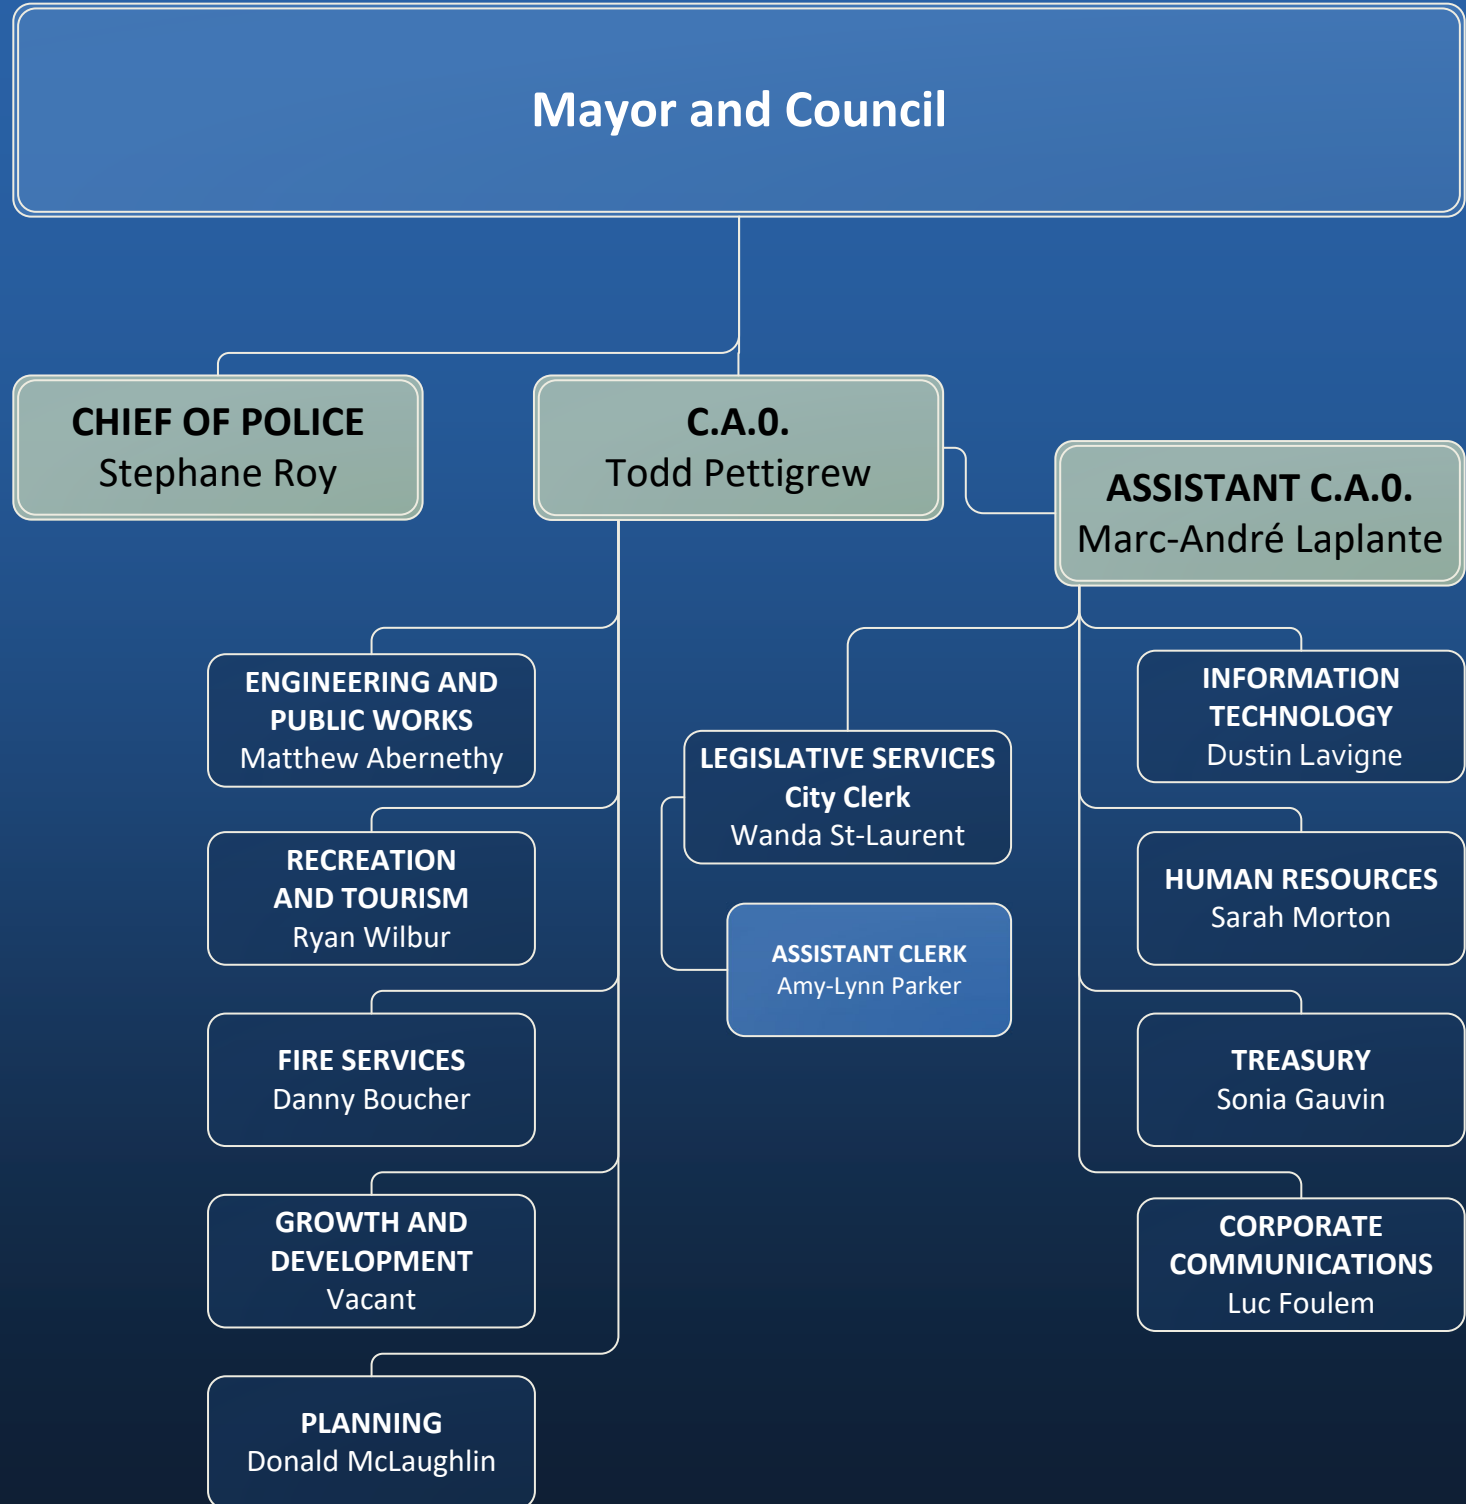 Mayor and Council
CHIEF OF POLICE
Stephane Roy
C.A.0.
Todd Pettigrew
ASSISTANT C.A.0.
Marc-André Laplante
ENGINEERING AND
PUBLIC WORKS
Matthew Abernethy
RECREATION
AND TOURISM
Ryan Wilbur
FIRE SERVICES
Danny Boucher
GROWTH AND
DEVELOPMENT
Vacant
PLANNING
Donald McLaughlin
LEGISLATIVE SERVICES
City Clerk
Wanda St-Laurent
ASSISTANT CLERK
Amy-Lynn Parker
INFORMATION
TECHNOLOGY
Dustin Lavigne
HUMAN RESOURCES
Sarah Morton
TREASURY
Sonia Gauvin
CORPORATE
COMMUNICATIONS
Luc Foulem